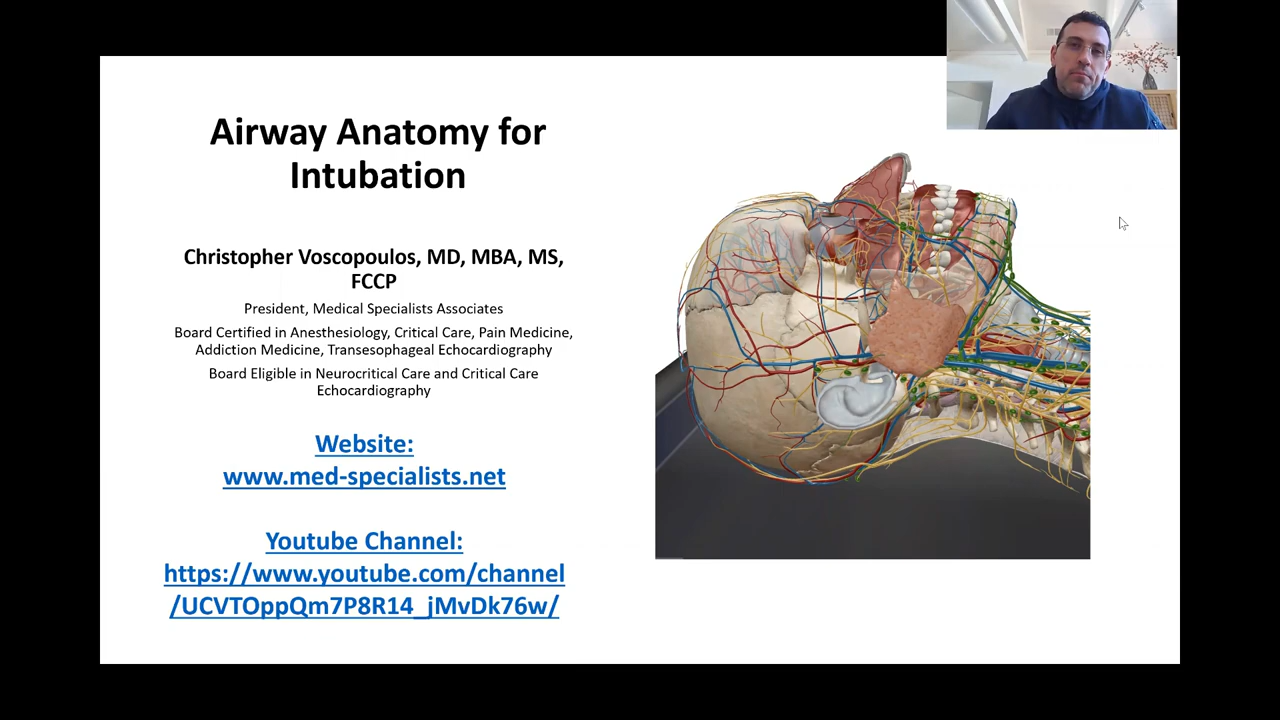 Airway Anatomy for
Intubation
Christopher Voscopoulos, MD, MBA, MS,
FCCP
President, Medical Specialists Associates
Board Certified in Anesthesiology, Critical Care, Pain Medicine,
Addiction Medicine, Transesophageal Echocardiography
Board Eligible in Neurocritical Care and Critical Care
Echocardiography
Website:
www.med-specialists.net
Youtube Channel:
https://www.youtube.com/channel
/UCVTOppQm7P8R14_jMvDk76w/